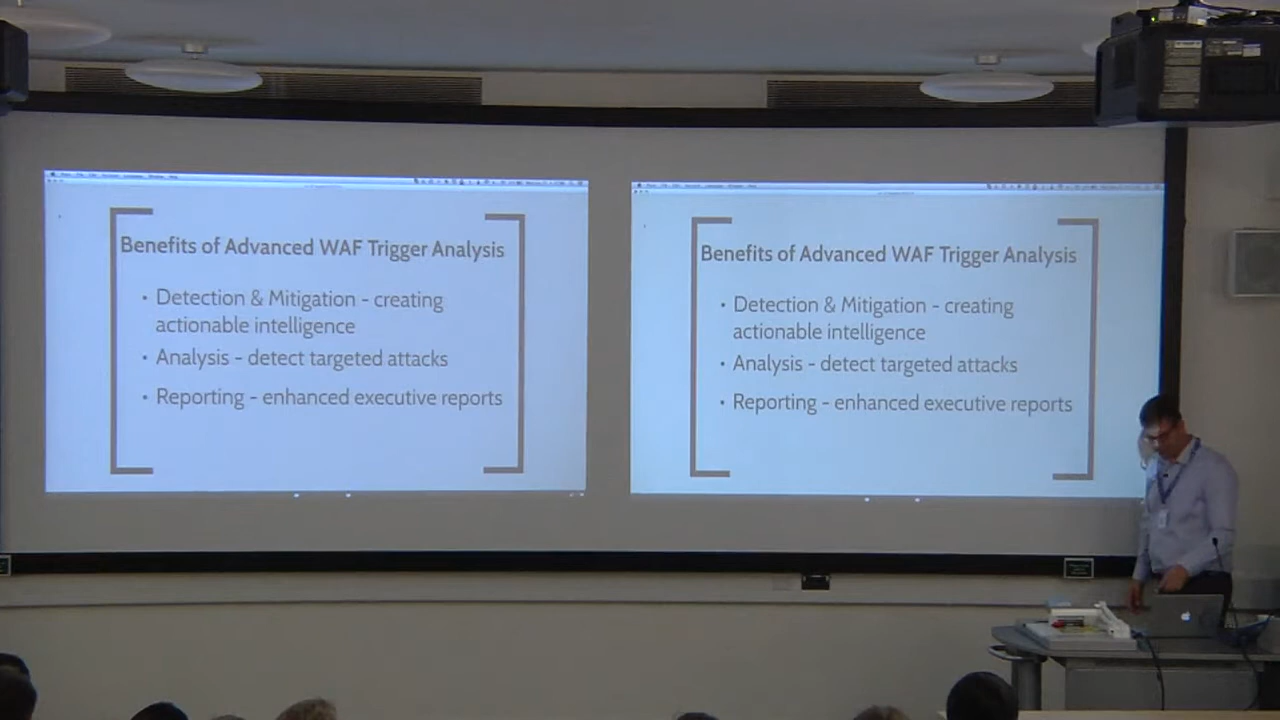 Benefits of Advanced WAF Trigger Analysis
• Detection & Mitigation - creating
actionable intelligence
• Analysis - detect targeted attacks
• Reporting - enhanced executive reports
Benefits of Advanced WAF Trigger Analysis
• Detection & Mitigation - creating
actionable intelligence
• Analysis - detect targeted attacks
• Reporting - enhanced executive reports